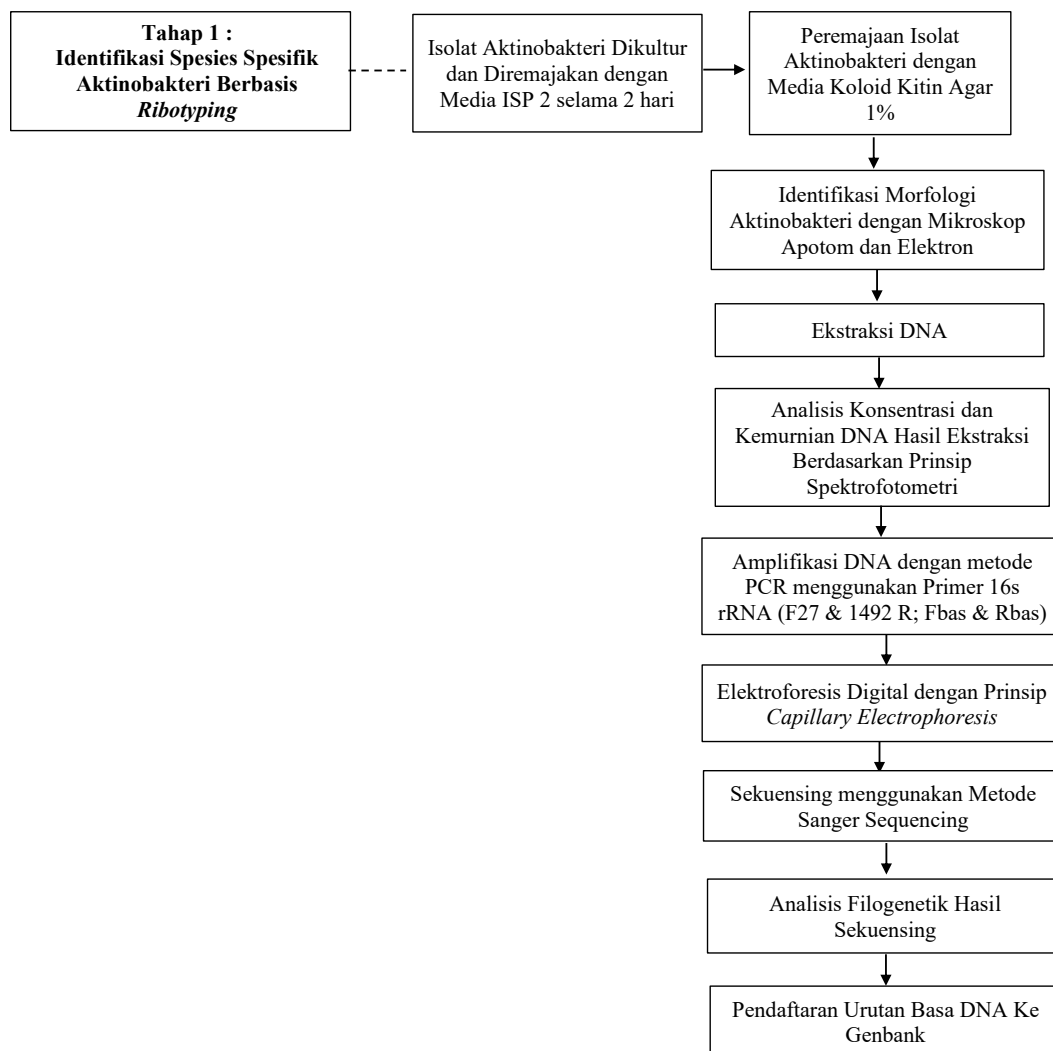 Tahap 1 :
Identifikasi Spesies Spesifik
Aktinobakteri Berbasis
Ribotyping
Isolat Aktinobakteri Dikultur
dan Diremajakan dengan
Media ISP 2 selama 2 hari
Peremajaan Isolat
Aktinobakteri dengan
Media Koloid Kitin Agar
1%
Identifikasi Morfologi
Aktinobakteri dengan Mikroskop
Apotom dan Elektron
Ekstraksi DNA
Analisis Konsentrasi dan
Kemurnian DNA Hasil Ekstraksi
Berdasarkan Prinsip
Spektrofotometri
Amplifikasi DNA dengan metode
PCR menggunakan Primer 16s
rRNA (F27 & 1492 R; Fbas & Rbas)
Elektroforesis Digital dengan Prinsip
Capillary Electrophoresis
Sekuensing menggunakan Metode
Sanger Sequencing
Analisis Filogenetik Hasil
Sekuensing
Pendaftaran Urutan Basa DNA Ke
Genbank